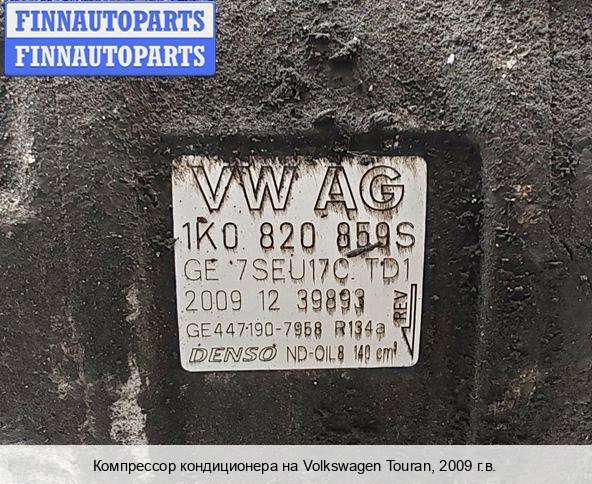 FINNAUTOPARTS
FINNAUTOPARTS
VW AG
1K0 820 859S
GE 7SEU17C TD1
2009 12 39893
GE447190-7958 R134a
REV
DENSO ND-OIL8 140 cm³
Компрессор кондиционера на Volkswagen Touran, 2009 г.в.